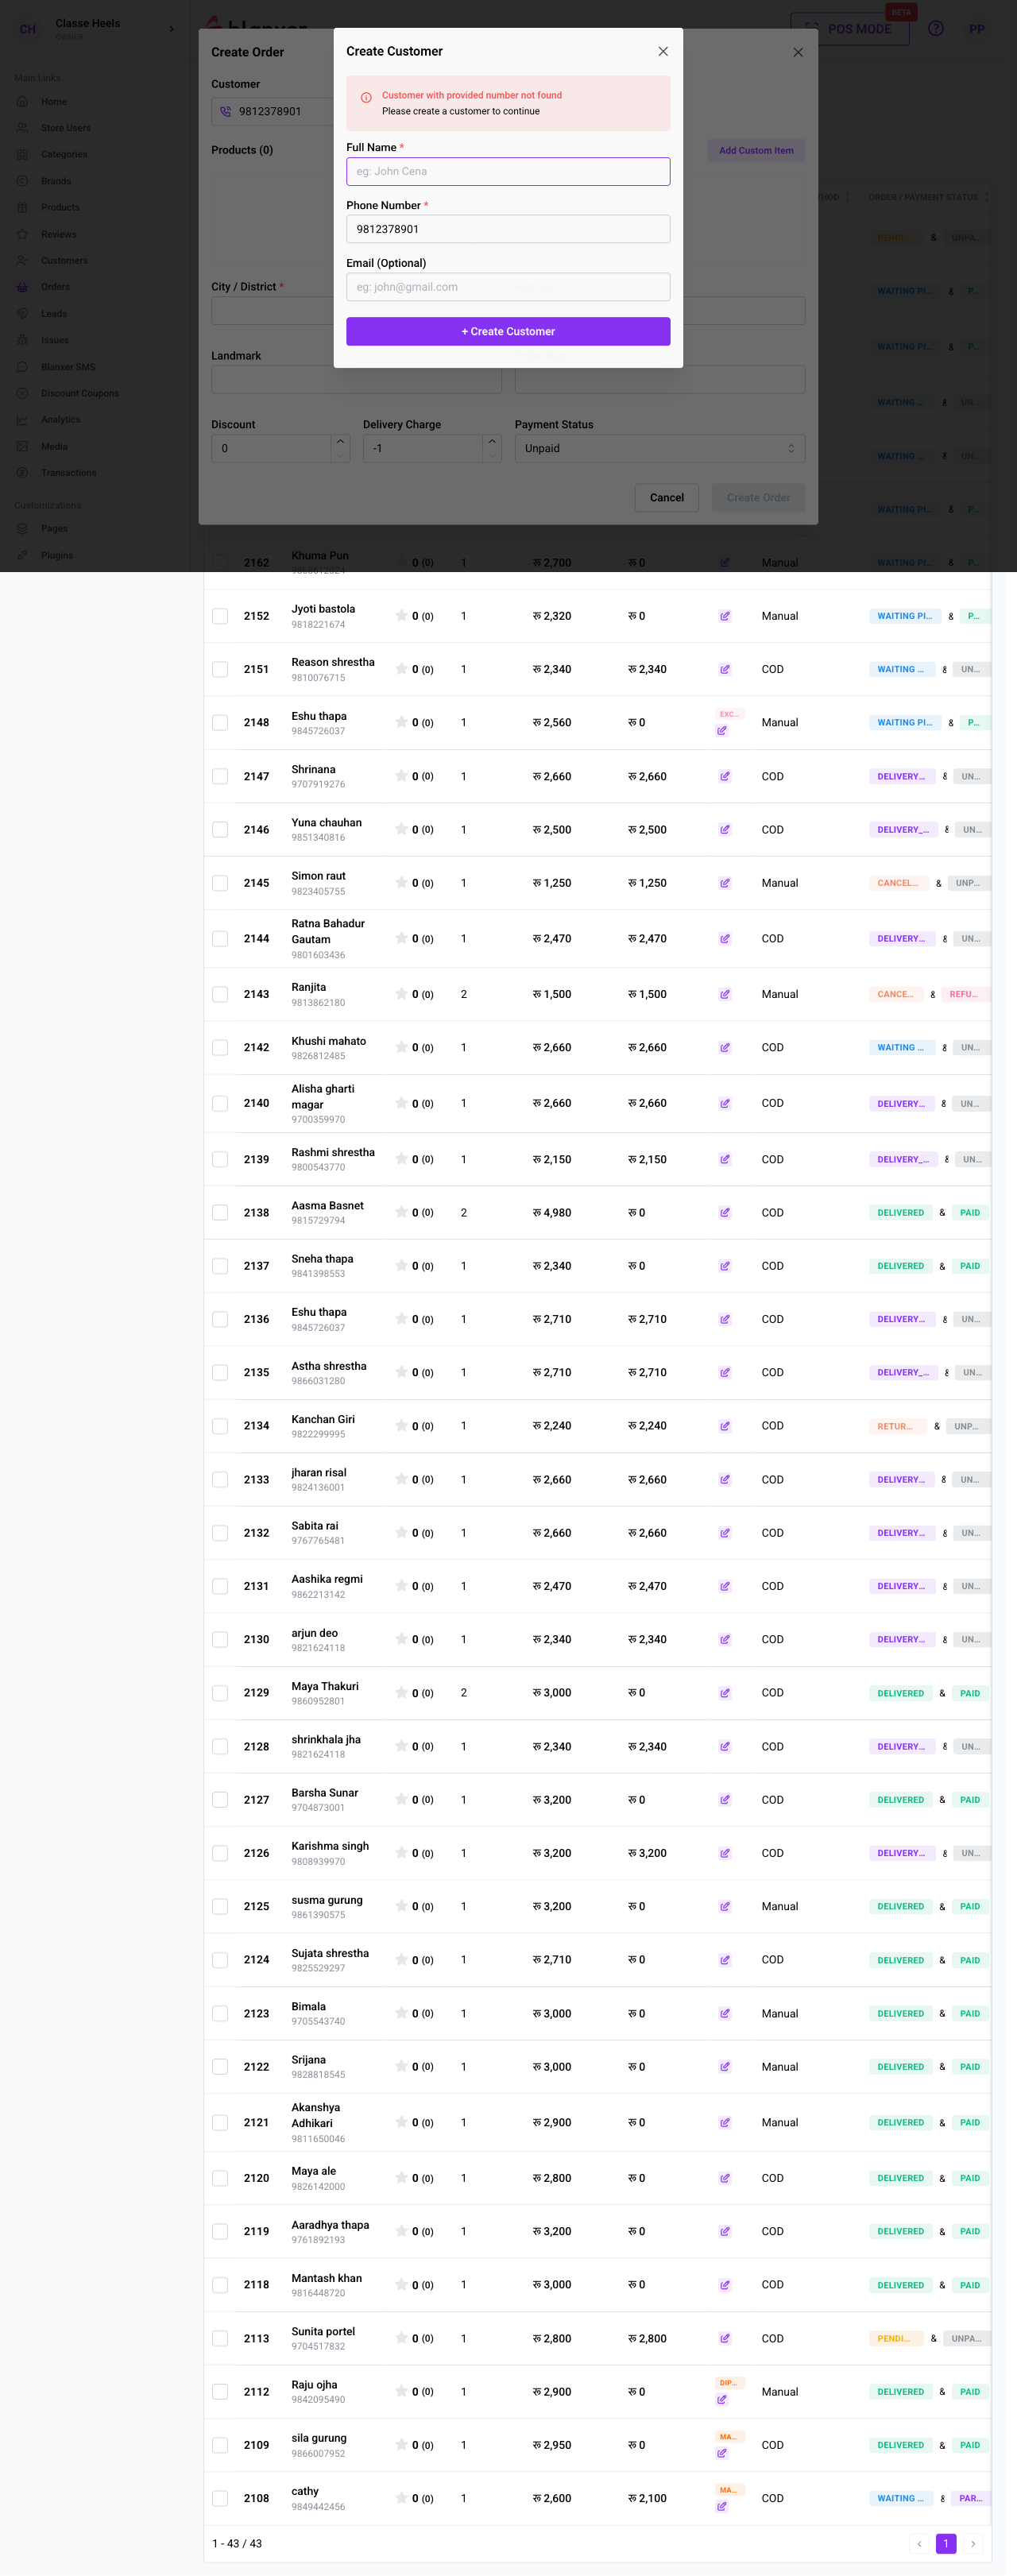 CH
Classe Heels
OWNER
blanxer
POS MODE
BETA
PP
Main Links
Home
Store Users
Categories
Brands
Products
Reviews
Customers
Orders
Leads
Issues
Blanxer SMS
Discount Coupons
Analytics
Media
Transactions
Customizations
Pages
Plugins
Create Order
Customer
9812378901
Products (0)
Add Custom Item
City / District *
Landmark
Discount
Delivery Charge
Payment Status
0
-1
Unpaid
Cancel
Create Order
ORDER / PAYMENT STATUS
PENDI... & UNPA...
WAITING PI... & P...
WAITING PI... & P...
WAITING ... & UN...
WAITING ... & UN...
WAITING PI... & P...
Create Customer
Customer with provided number not found
Please create a customer to continue
Full Name *
eg: John Cena
Phone Number *
9812378901
Email (Optional)
eg: john@gmail.com
+ Create Customer
2162 Khuma Pun 0 (0) 1 रू 2,700 रू 0 Manual WAITING PI... & P...
2152 Jyoti bastola 0 (0) 1 रू 2,320 रू 0 Manual WAITING PI... & P...
9818221674
2151 Reason shrestha 0 (0) 1 रू 2,340 रू 2,340 COD WAITING ... & UN...
9810076715
2148 Eshu thapa 0 (0) 1 रू 2,560 रू 0 EXC... Manual WAITING PI... & P...
9845726037
2147 Shrinana 0 (0) 1 रू 2,660 रू 2,660 COD DELIVERY... & UN...
9707919276
2146 Yuna chauhan 0 (0) 1 रू 2,500 रू 2,500 COD DELIVERY_... & UN...
9851340816
2145 Simon raut 0 (0) 1 रू 1,250 रू 1,250 Manual CANCEL... & UNP...
9823405755
2144 Ratna Bahadur Gautam 0 (0) 1 रू 2,470 रू 2,470 COD DELIVERY... & UN...
9801603436
2143 Ranjita 0 (0) 2 रू 1,500 रू 1,500 Manual CANCE... & REFU...
9813862180
2142 Khushi mahato 0 (0) 1 रू 2,660 रू 2,660 COD WAITING ... & UN...
9826812485
2140 Alisha gharti magar 0 (0) 1 रू 2,660 रू 2,660 COD DELIVERY... & UN...
9700359970
2139 Rashmi shrestha 0 (0) 1 रू 2,150 रू 2,150 COD DELIVERY_... & UN...
9800543770
2138 Aasma Basnet 0 (0) 2 रू 4,980 रू 0 COD DELIVERED & PAID
9815729794
2137 Sneha thapa 0 (0) 1 रू 2,340 रू 0 COD DELIVERED & PAID
9841398553
2136 Eshu thapa 0 (0) 1 रू 2,710 रू 2,710 COD DELIVERY... & UN...
9845726037
2135 Astha shrestha 0 (0) 1 रू 2,710 रू 2,710 COD DELIVERY_... & UN...
9866031280
2134 Kanchan Giri 0 (0) 1 रू 2,240 रू 2,240 COD RETUR... & UNP...
9822299995
2133 jharan risal 0 (0) 1 रू 2,660 रू 2,660 COD DELIVERY... & UN...
9824136001
2132 Sabita rai 0 (0) 1 रू 2,660 रू 2,660 COD DELIVERY... & UN...
9767765481
2131 Aashika regmi 0 (0) 1 रू 2,470 रू 2,470 COD DELIVERY... & UN...
9862213142
2130 arjun deo 0 (0) 1 रू 2,340 रू 2,340 COD DELIVERY... & UN...
9821624118
2129 Maya Thakuri 0 (0) 2 रू 3,000 रू 0 COD DELIVERED & PAID
9860952801
2128 shrinkhala jha 0 (0) 1 रू 2,340 रू 2,340 COD DELIVERY... & UN...
9821624118
2127 Barsha Sunar 0 (0) 1 रू 3,200 रू 0 COD DELIVERED & PAID
9704873001
2126 Karishma singh 0 (0) 1 रू 3,200 रू 3,200 COD DELIVERY... & UN...
9808939970
2125 susma gurung 0 (0) 1 रू 3,200 रू 0 Manual DELIVERED & PAID
9861390575
2124 Sujata shrestha 0 (0) 1 रू 2,710 रू 0 COD DELIVERED & PAID
9825529297
2123 Bimala 0 (0) 1 रू 3,000 रू 0 Manual DELIVERED & PAID
9705543740
2122 Srijana 0 (0) 1 रू 3,000 रू 0 Manual DELIVERED & PAID
9828818545
2121 Akanshya Adhikari 0 (0) 1 रू 2,900 रू 0 Manual DELIVERED & PAID
9811650046
2120 Maya ale 0 (0) 1 रू 2,800 रू 0 COD DELIVERED & PAID
9826142000
2119 Aaradhya thapa 0 (0) 1 रू 3,200 रू 0 COD DELIVERED & PAID
9761892193
2118 Mantash khan 0 (0) 1 रू 3,000 रू 0 COD DELIVERED & PAID
9816448720
2113 Sunita portel 0 (0) 1 रू 2,800 रू 2,800 COD PENDI... & UNPA...
9704517832
2112 Raju ojha 0 (0) 1 रू 2,900 रू 0 DIP... Manual DELIVERED & PAID
9842095490
2109 sila gurung 0 (0) 1 रू 2,950 रू 0 MA... COD DELIVERED & PAID
9866007952
2108 cathy 0 (0) 1 रू 2,600 रू 2,100 MA... COD WAITING ... & PAR...
9849442456
1 - 43 / 43
1